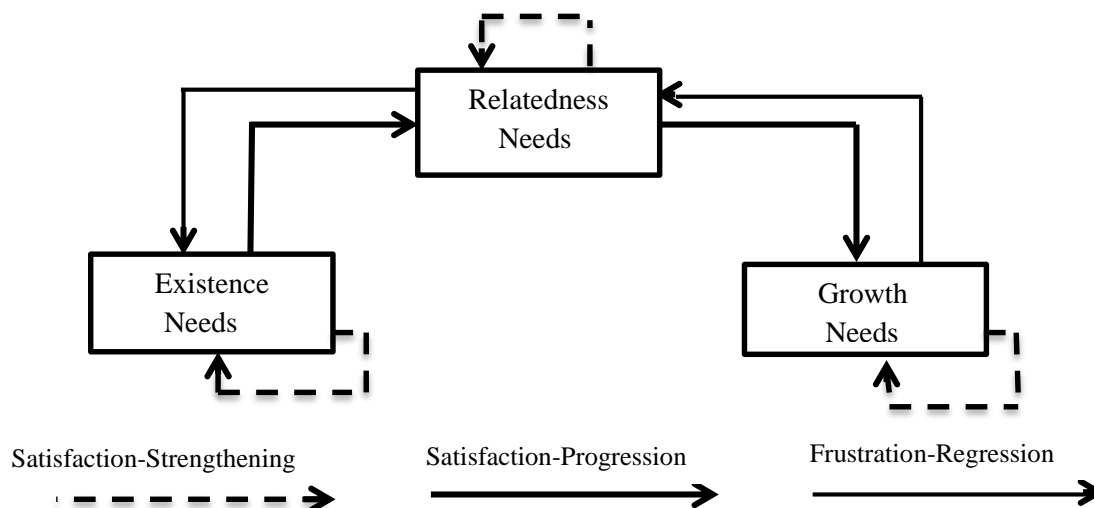 Relatedness
Needs
Existence
Needs
Growth
Needs
Satisfaction-Strengthening
Satisfaction-Progression
Frustration-Regression